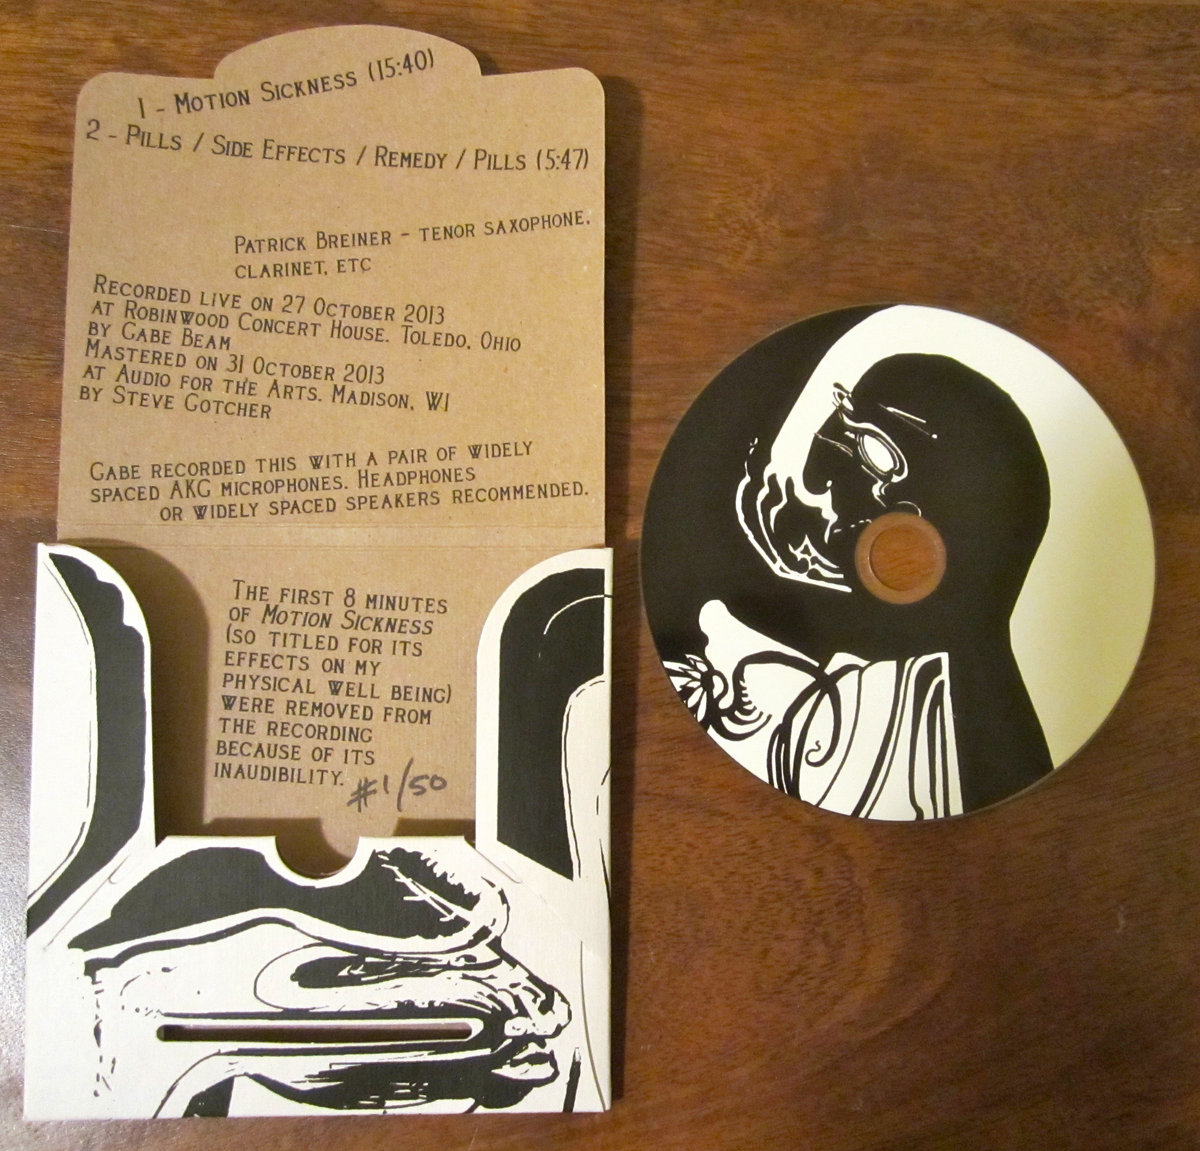 1 - Motion Sickness (15:40)
2 - Pills / Side Effects / Remedy / Pills (5:47)
Patrick Breiner - tenor saxophone,
clarinet, etc
Recorded live on 27 October 2013
at Robinwood Concert House. Toledo, Ohio
by Gabe Beam
Mastered on 31 October 2013
at Audio for the Arts. Madison, WI
by Steve Gotcher
Gabe recorded this with a pair of widely
spaced AKG microphones. Headphones
or widely spaced speakers recommended.
The first 8 minutes
of Motion Sickness
(so titled for its
effects on my
physical well being)
were removed from
the recording
because of its
inaudibility.
#1/50